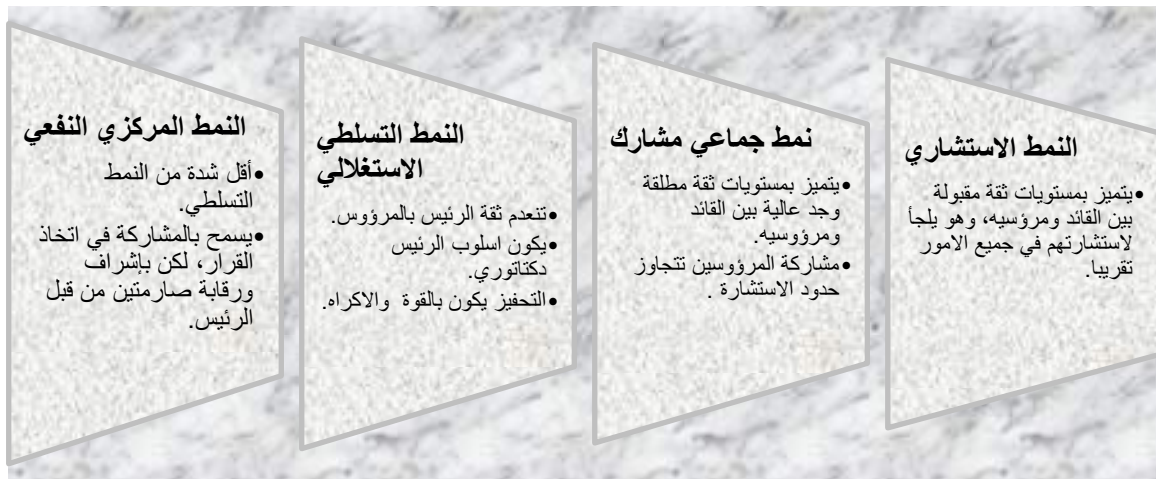 النمط الاستشاري
•يتميز بمستويات ثقة مقبولة
بين القائد ومرؤسيه، وهو يلجأ
لاستشارتهم في جميع الامور
تقريبا.
نمط جماعي مشارك
•يتميز بمستويات ثقة مطلقة
وجد عالية بين القائد
ومرؤوسيه.
•مشاركة المرؤوسين تتجاوز
حدود الاستشارة .
النمط التسلطي
الاستغلالي
•تنعدم ثقة الرئيس بالمرؤوس.
•يكون اسلوب الرئيس
دكتاتوري.
•التحفيز يكون بالقوة والاكراه.
النمط المركزي النفعي
•أقل شدة من النمط
التسلطي.
•يسمح بالمشاركة في اتخاذ
القرار، لكن بإشراف
ورقابة صارمتين من قبل
الرئيس.